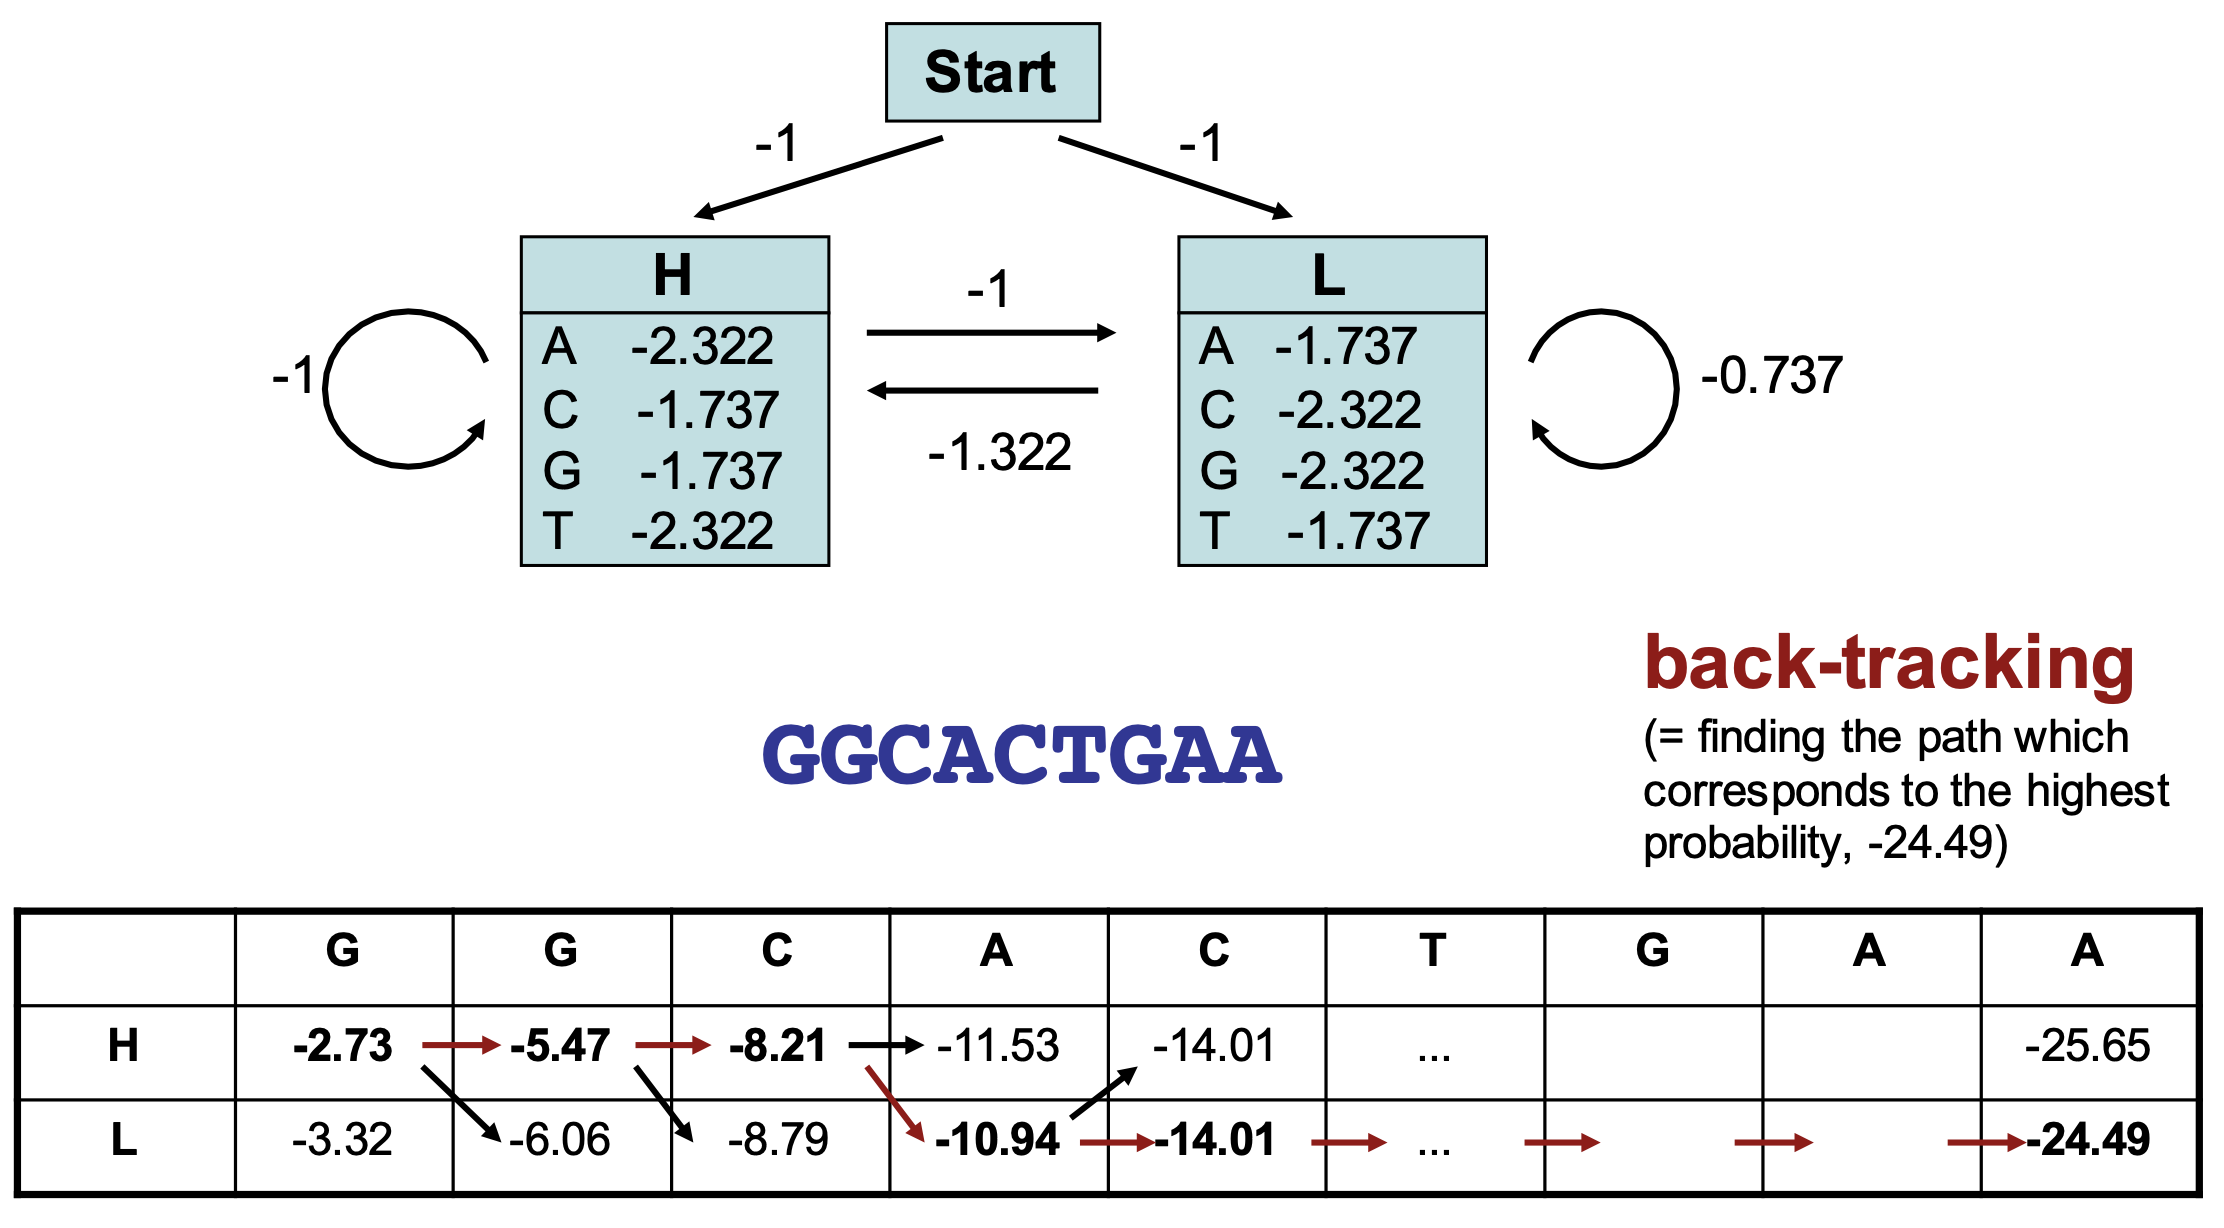 Start
-1 -1
H L
-1
A -2.322 A -1.737
-1 C -1.737 C -2.322 -0.737
-1.322
G -1.737 G -2.322
T -2.322 T -1.737
back-tracking
(= finding the path which
corresponds to the highest
probability, -24.49)
GGCACTGAA
G G C A C T G A A
H -2.73 -5.47 -8.21 -11.53 -14.01 ... -25.65
L -3.32 -6.06 -8.79 -10.94 -14.01 ... -24.49